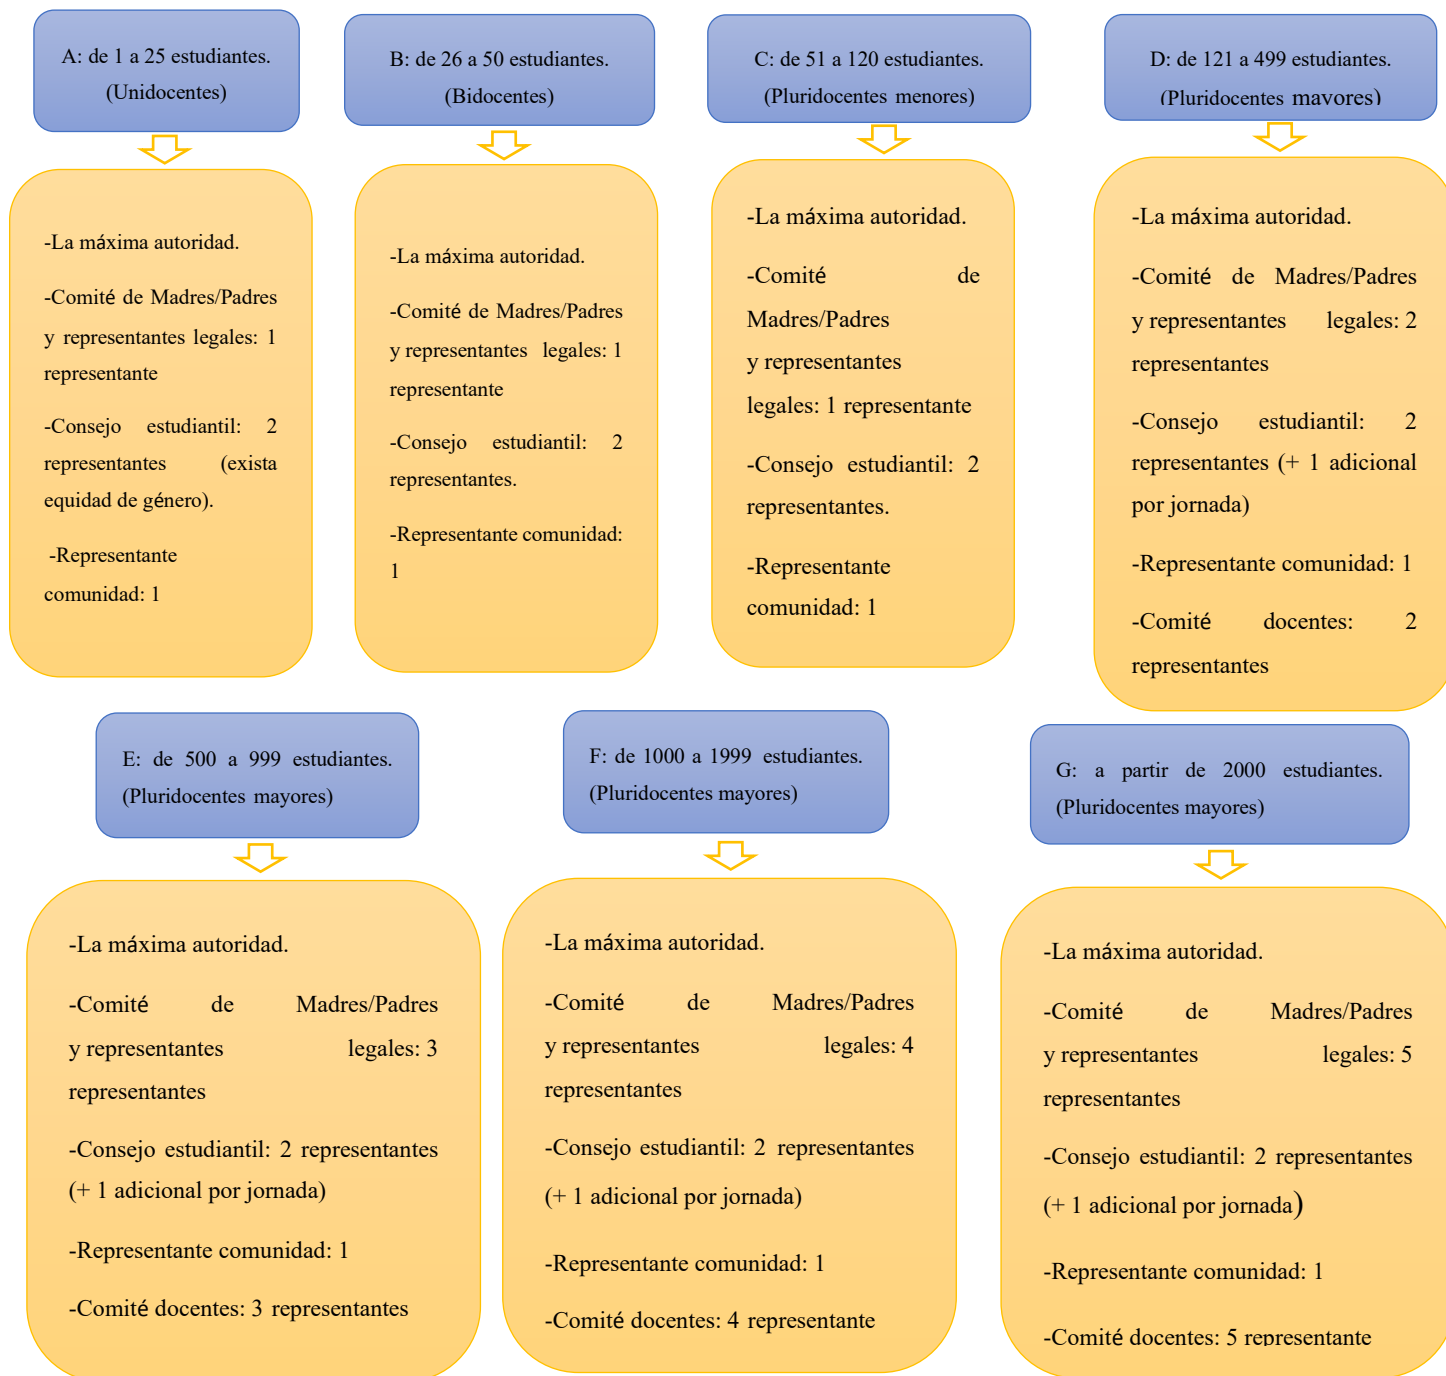 A: de 1 a 25 estudiantes.
(Unidocentes)
B: de 26 a 50 estudiantes.
(Bidocentes)
C: de 51 a 120 estudiantes.
(Pluridocentes menores)
D: de 121 a 499 estudiantes.
(Pluridocentes mayores)
-La máxima autoridad.
-Comité de Madres/Padres
y representantes legales: 1
representante
-Consejo estudiantil: 2
representantes (exista
equidad de género).
-Representante
comunidad: 1
-La máxima autoridad.
-Comité de Madres/Padres
y representantes legales: 1
representante
-Consejo estudiantil: 2
representantes.
-Representante comunidad:
1
-La máxima autoridad.
-Comité de
Madres/Padres
y representantes
legales: 1 representante
-Consejo estudiantil: 2
representantes.
-Representante
comunidad: 1
-La máxima autoridad.
-Comité de Madres/Padres
y representantes legales: 2
representantes
-Consejo estudiantil: 2
representantes (+ 1 adicional
por jornada)
-Representante comunidad: 1
-Comité docentes: 2
representantes
E: de 500 a 999 estudiantes.
(Pluridocentes mayores)
F: de 1000 a 1999 estudiantes.
(Pluridocentes mayores)
G: a partir de 2000 estudiantes.
(Pluridocentes mayores)
-La máxima autoridad.
-Comité de Madres/Padres
y representantes legales: 3
representantes
-Consejo estudiantil: 2 representantes
(+ 1 adicional por jornada)
-Representante comunidad: 1
-Comité docentes: 3 representantes
-La máxima autoridad.
-Comité de Madres/Padres
y representantes legales: 4
representantes
-Consejo estudiantil: 2 representantes
(+ 1 adicional por jornada)
-Representante comunidad: 1
-Comité docentes: 4 representante
-La máxima autoridad.
-Comité de Madres/Padres
y representantes legales: 5
representantes
-Consejo estudiantil: 2 representantes
(+ 1 adicional por jornada)
-Representante comunidad: 1
-Comité docentes: 5 representante